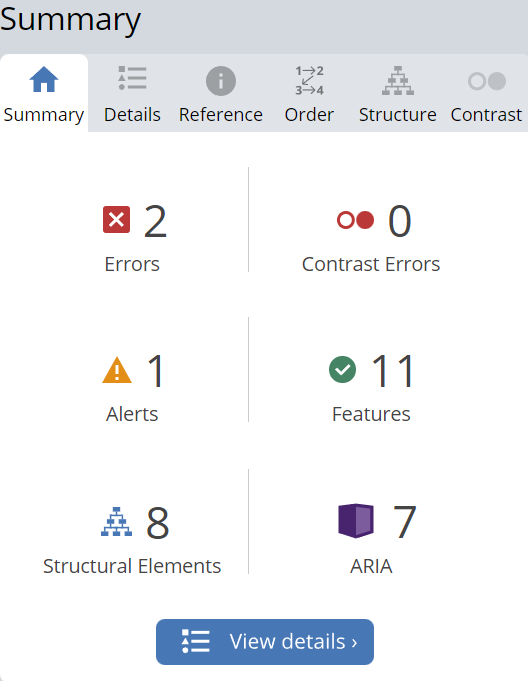 Summary
1 2
3 4
Summary Details Reference Order Structure Contrast
2 0
Errors Contrast Errors
1 11
Alerts Features
8 7
Structural Elements ARIA
View details ›